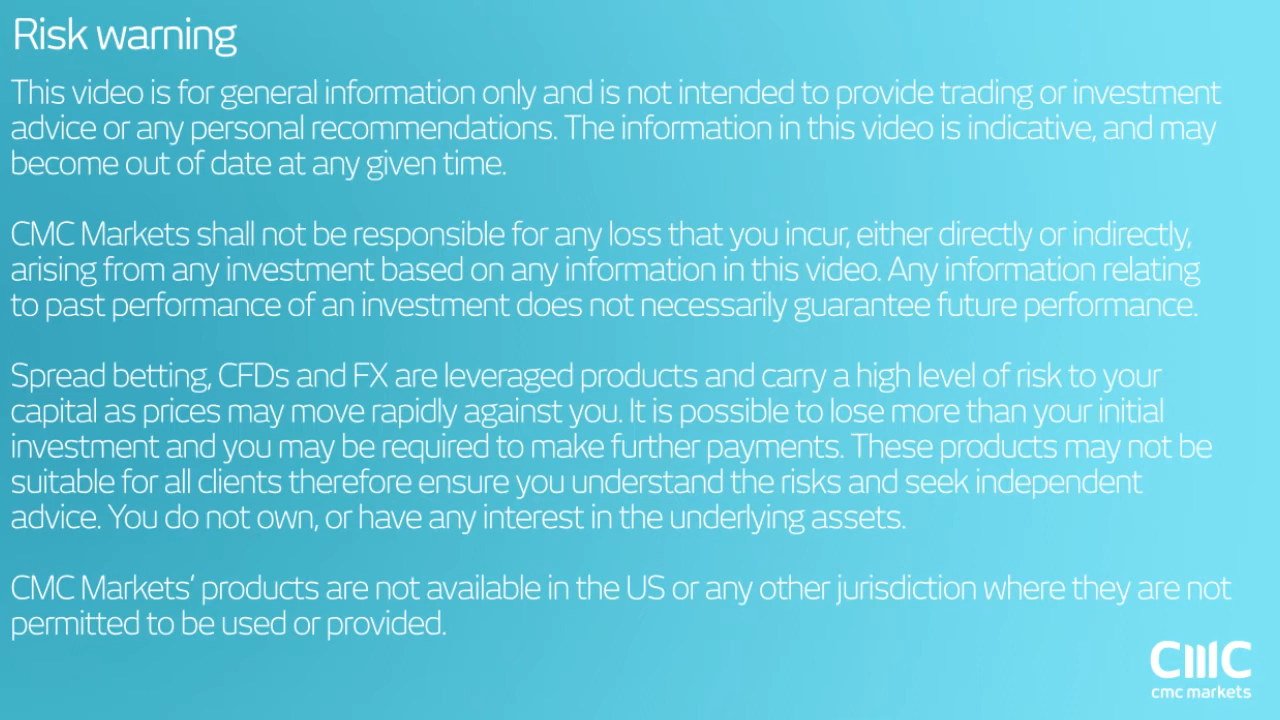 Risk warning
This video is for general information only and is not intended to provide trading or investment
advice or any personal recommendations. The information in this video is indicative, and may
become out of date at any given time.
CMC Markets shall not be responsible for any loss that you incur, either directly or indirectly,
arising from any investment based on any information in this video. Any information relating
to past performance of an investment does not necessarily guarantee future performance.
Spread betting, CFDs and FX are leveraged products and carry a high level of risk to your
capital as prices may move rapidly against you. It is possible to lose more than your initial
investment and you may be required to make further payments. These products may not be
suitable for all clients therefore ensure you understand the risks and seek independent
advice. You do not own, or have any interest in the underlying assets.
CMC Markets’ products are not available in the US or any other jurisdiction where they are not
permitted to be used or provided.
CMC
cmc markets